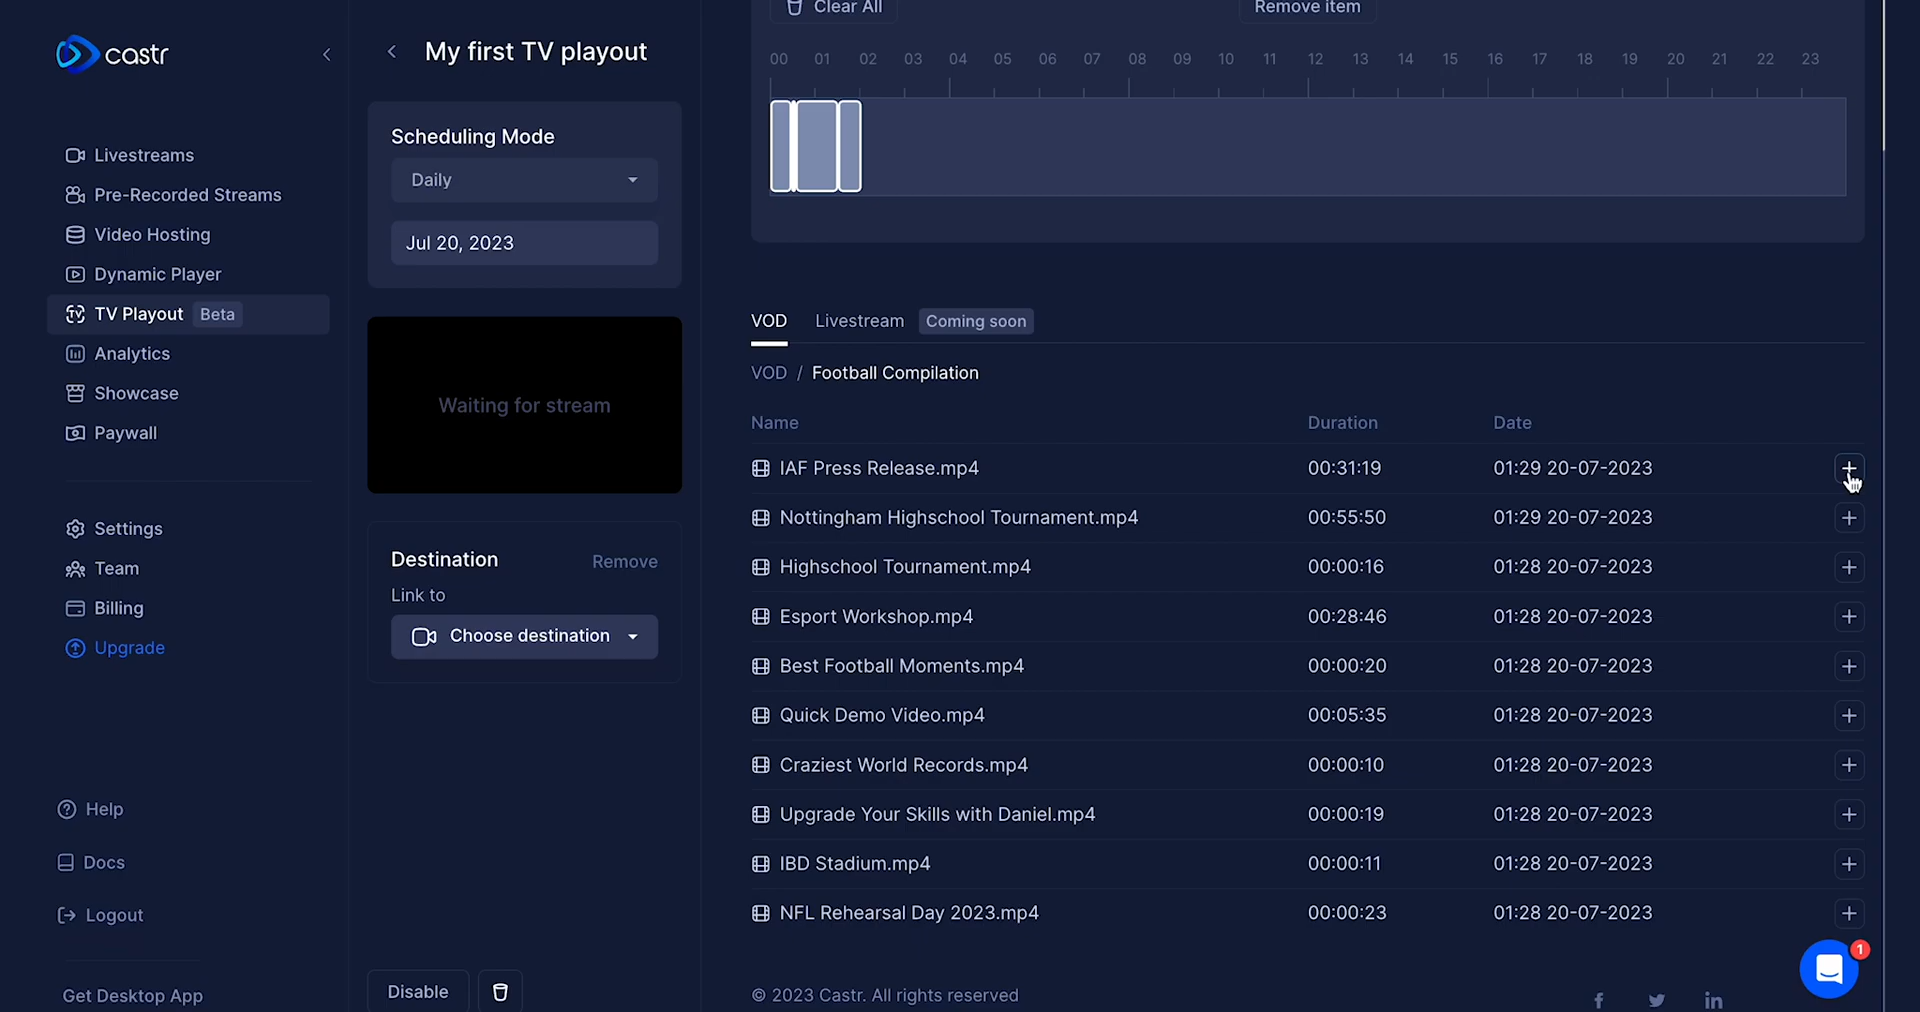 castr
Livestreams
Pre-Recorded Streams
Video Hosting
Dynamic Player
TV Playout Beta
Analytics
Showcase
Paywall
Settings
Team
Billing
Upgrade
Help
Docs
Logout
Get Desktop App
My first TV playout
Scheduling Mode
Daily
Jul 20, 2023
Waiting for stream
Destination Remove
Link to
Choose destination
Disable
Clear All Remove item
00 01 02 03 04 05 06 07 08 09 10 11 12 13 14 15 16 17 18 19 20 21 22 23
VOD Livestream Coming soon
VOD / Football Compilation
Name Duration Date
IAF Press Release.mp4 00:31:19 01:29 20-07-2023
Nottingham Highschool Tournament.mp4 00:55:50 01:29 20-07-2023
Highschool Tournament.mp4 00:00:16 01:28 20-07-2023
Esport Workshop.mp4 00:28:46 01:28 20-07-2023
Best Football Moments.mp4 00:00:20 01:28 20-07-2023
Quick Demo Video.mp4 00:05:35 01:28 20-07-2023
Craziest World Records.mp4 00:00:10 01:28 20-07-2023
Upgrade Your Skills with Daniel.mp4 00:00:19 01:28 20-07-2023
IBD Stadium.mp4 00:00:11 01:28 20-07-2023
NFL Rehearsal Day 2023.mp4 00:00:23 01:28 20-07-2023
1
© 2023 Castr. All rights reserved